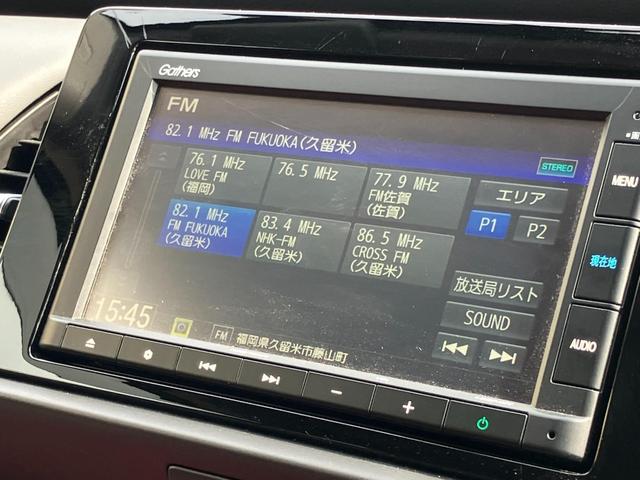 Gathers
FM
82.1 MHz FM FUKUOKA(久留米)
STEREO
76.1 MHz
LOVE FM
(福岡)
76.5 MHz
77.9 MHz
FM佐賀
(佐賀)
エリア
82.1 MHz
FM FUKUOKA
(久留米)
83.4 MHz
NHK-FM
(久留米)
86.5 MHz
CROSS FM
(久留米)
P1
P2
放送局リスト
SOUND
15:45
FM
福岡県久留米市藤山町
MENU
現在地
AUDIO